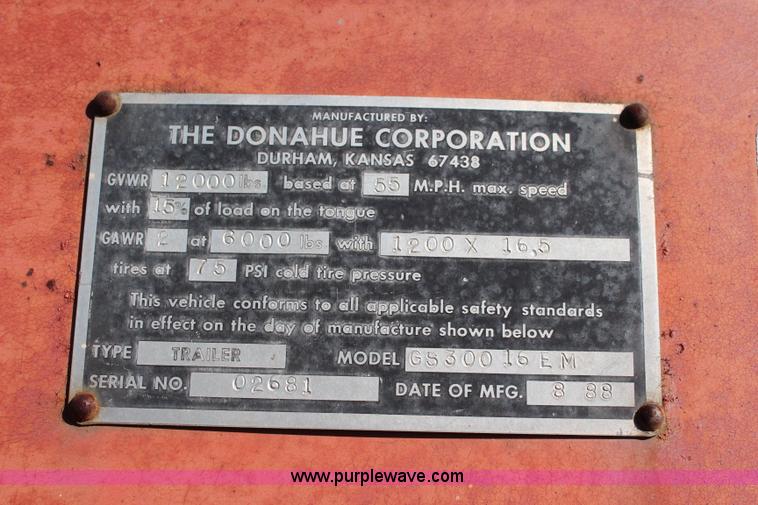 MANUFACTURED BY:
THE DONAHUE CORPORATION
DURHAM, KANSAS 67438
GVWR 12000 lbs based at 55 M.P.H. max. speed
with 15% of load on the tongue
GAWR 2 at 6000 lbs with 1200 X 16,5
tires at 75 PSI cold tire pressure
This vehicle conforms to all applicable safety standards
in effect on the day of manufacture shown below
TYPE TRAILER MODEL GS300 16 EM
SERIAL NO. 02681 DATE OF MFG. 8 88
www.purplewave.com